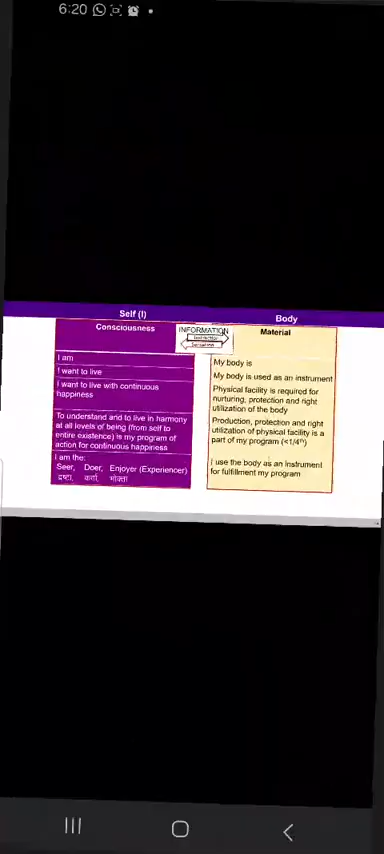 6:20
Self (I)
Body
Consciousness
INFORMATION
Instruction
Sensation
Material
I am
I want to live
I want to live with continuous
happiness
To understand and to live in harmony
at all levels of being (from self to
entire existence) is my program of
action for continuous happiness
I am the:
Seer, Doer, Enjoyer (Experiencer)
द्रष्टा, कर्ता, भोक्ता
My body is
My body is used as an instrument
Physical facility is required for
nurturing, protection and right
utilization of the body
Production, protection and right
utilization of physical facility is a
part of my program (<1/4ᵗʰ)
I use the body as an instrument
for fulfillment my program